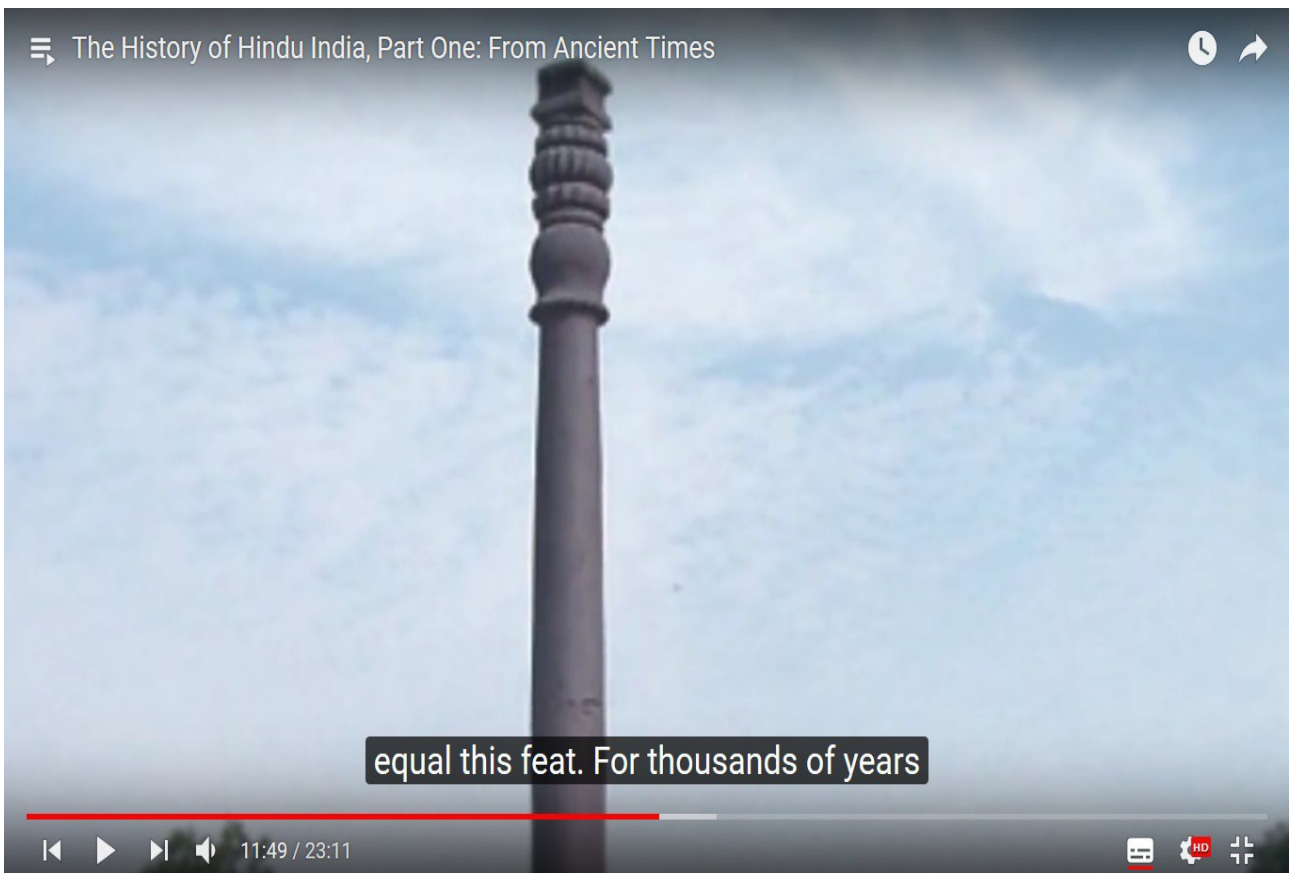 The History of Hindu India, Part One: From Ancient Times
equal this feat. For thousands of years
11:49 / 23:11
HD